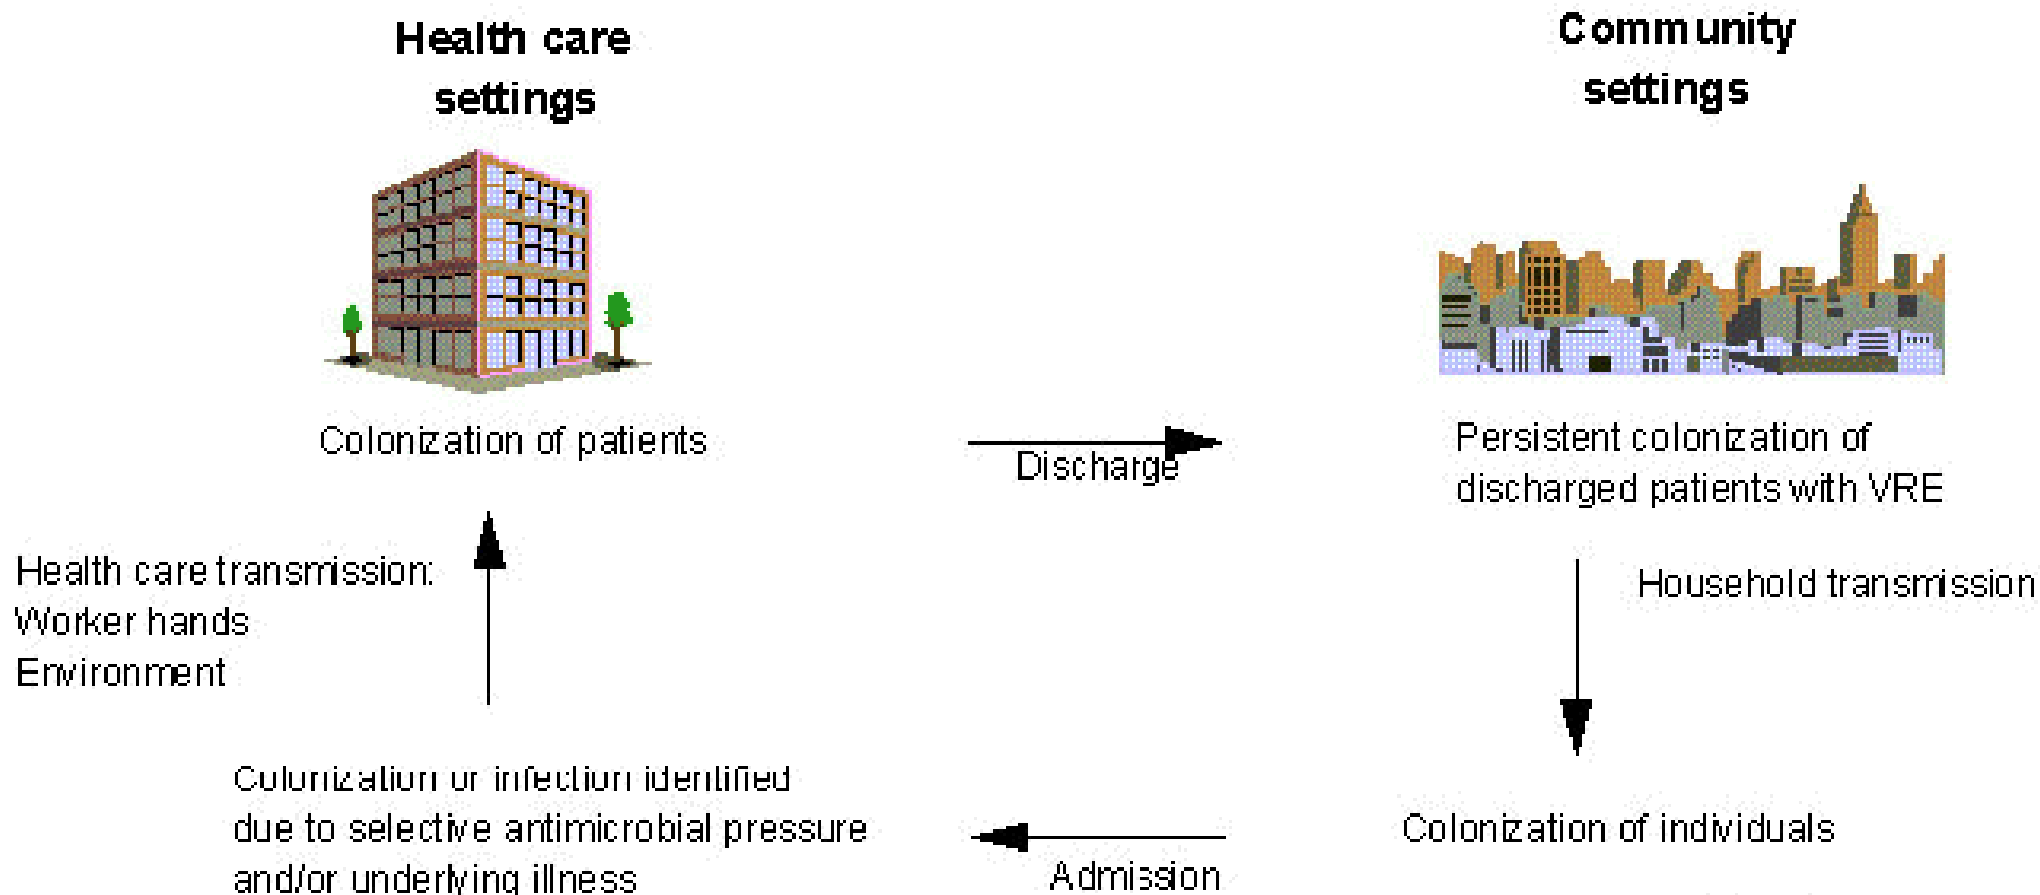 Health care
settings
Community
settings
Colonization of patients
Discharge
Persistent colonization of
discharged patients with VRE
Health care transmission:
Worker hands
Environment
Household transmission
Colonization or infection identified
due to selective antimicrobial pressure
and/or underlying illness
Admission
Colonization of individuals